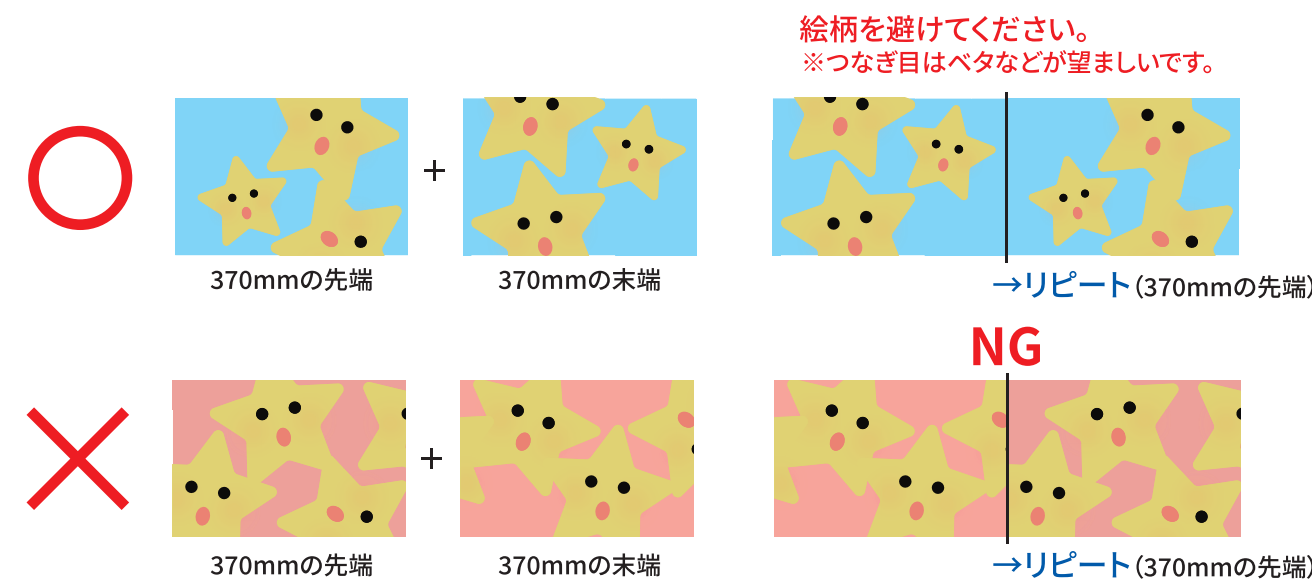 絵柄を避けてください。
※つなぎ目はベタなどが望ましいです。
+
370mmの先端
370mmの末端
→リピート(370mmの先端)
NG
+
370mmの先端
370mmの末端
→リピート(370mmの先端)